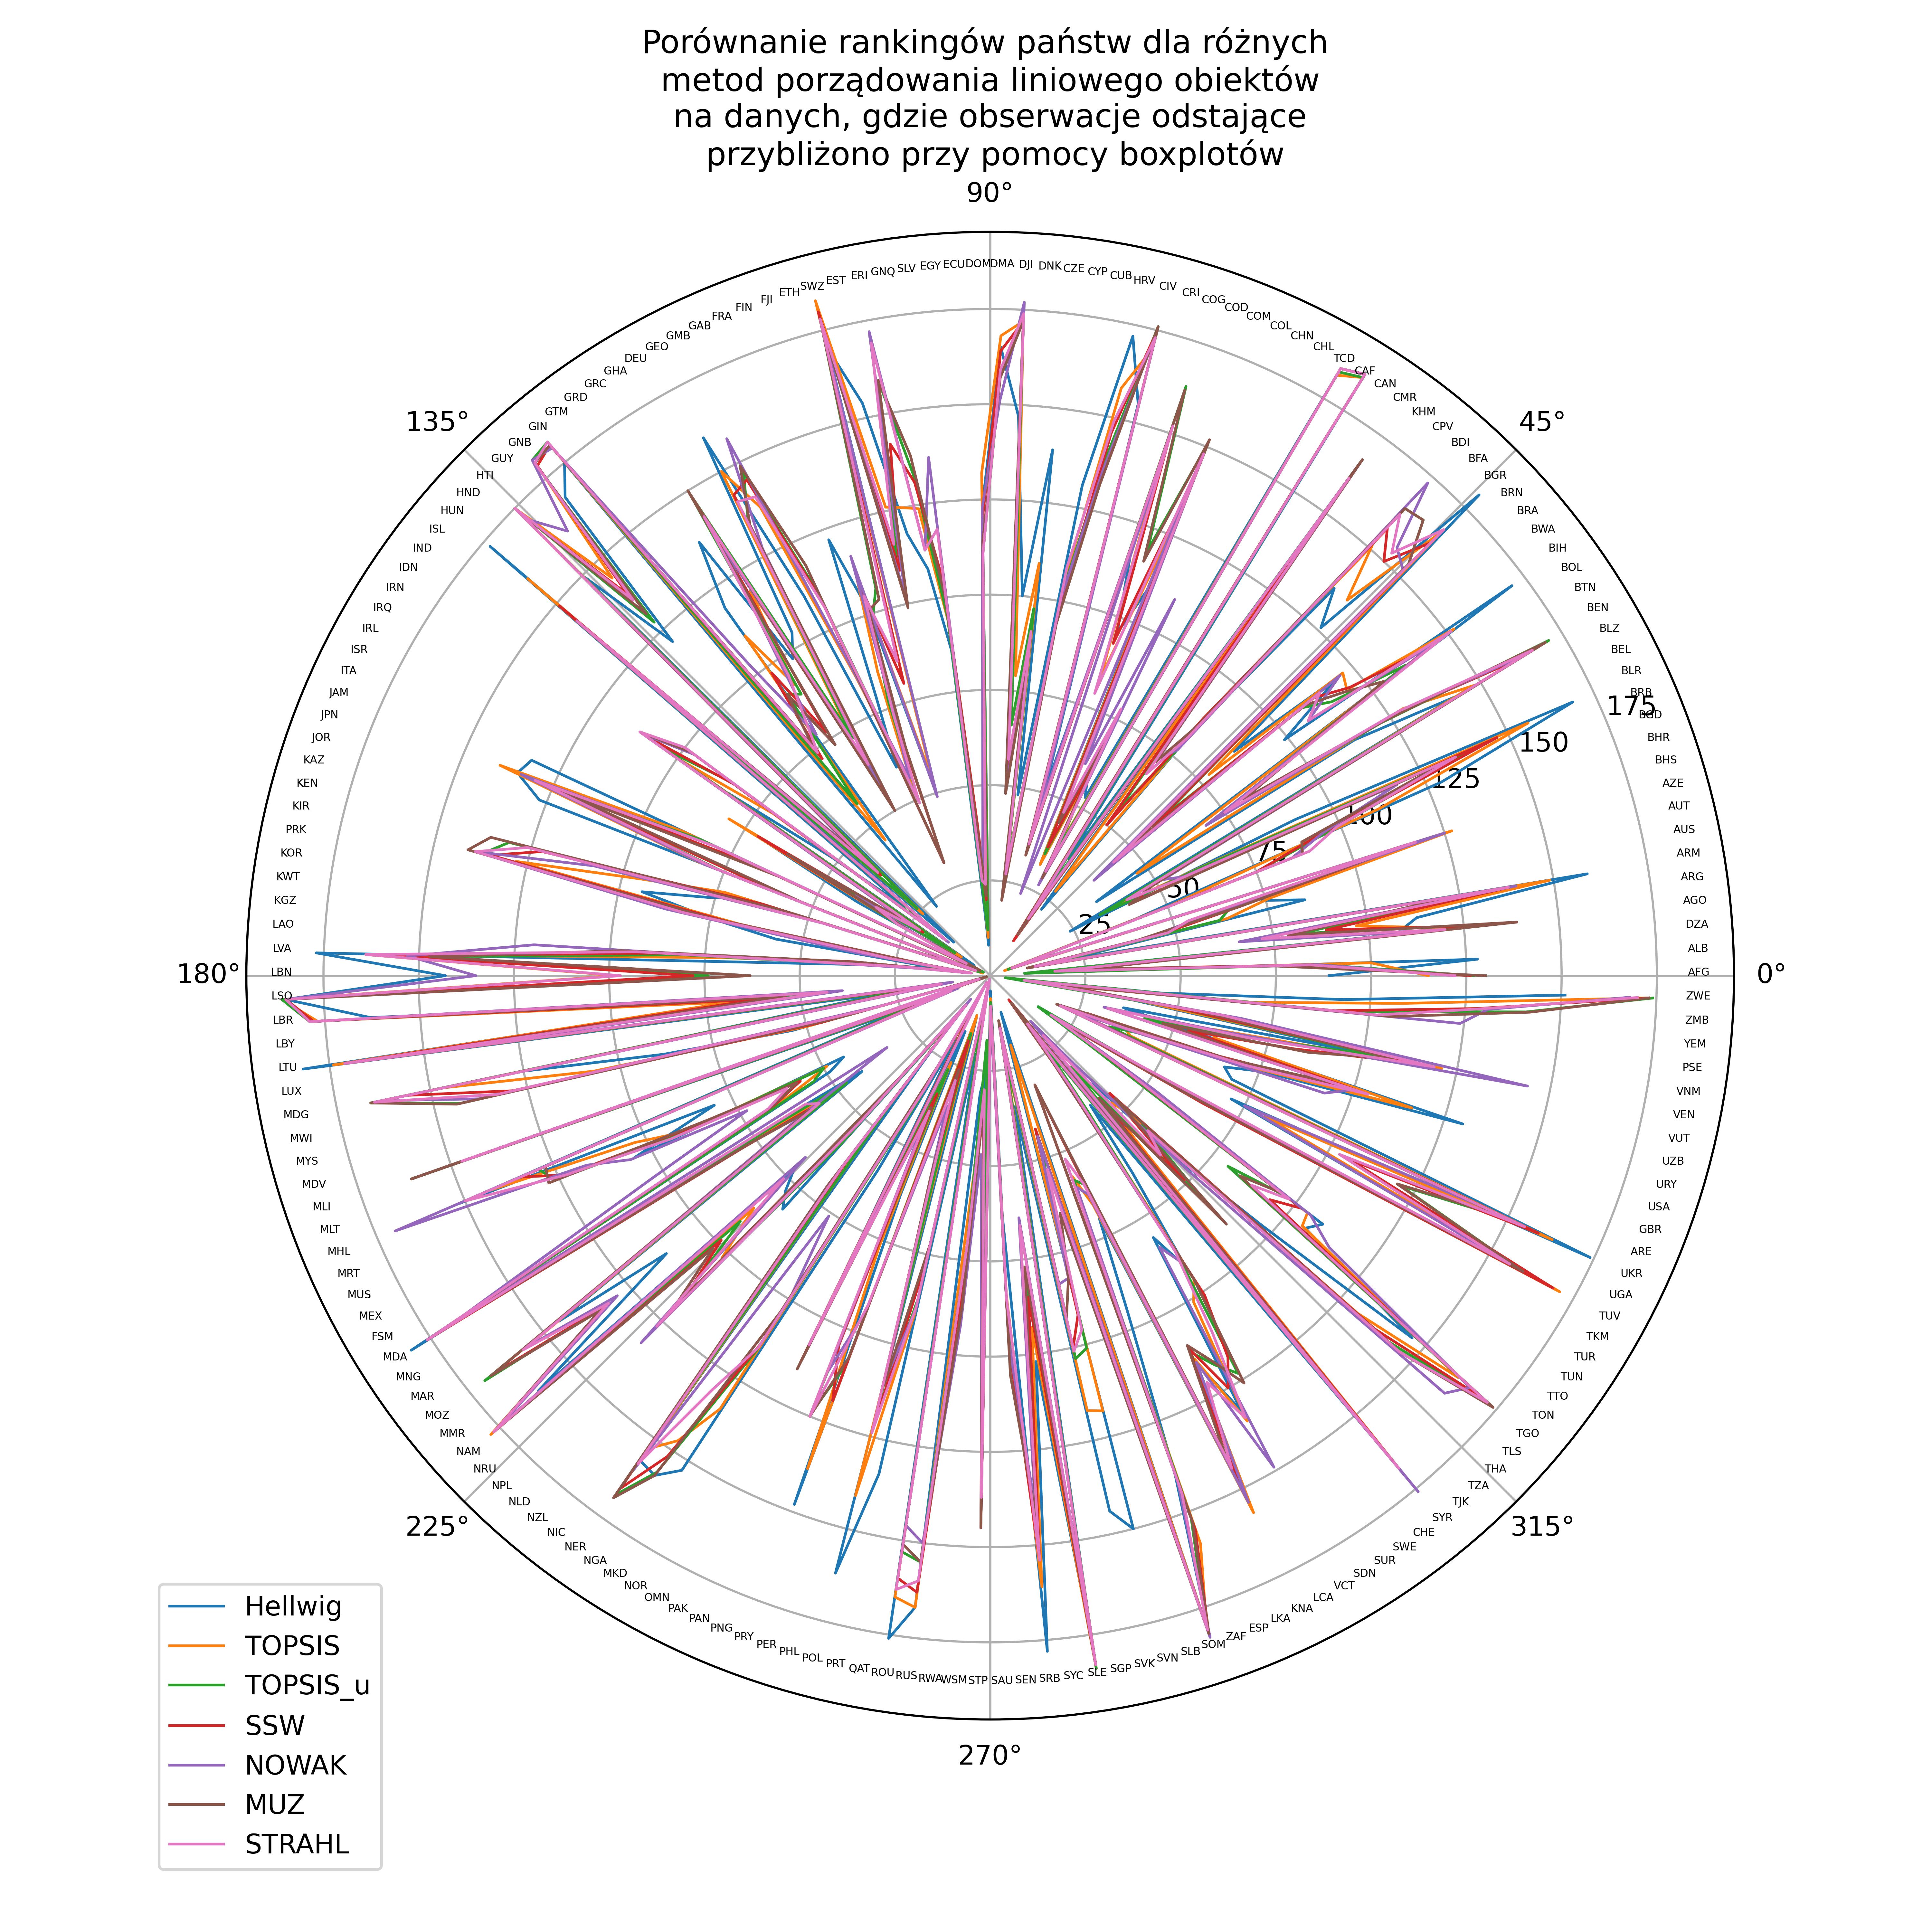 Porównanie rankingów państw dla różnych
metod porządowania liniowego obiektów
na danych, gdzie obserwacje odstające
przybliżono przy pomocy boxplotów
0°
45°
90°
135°
180°
225°
270°
315°
25
50
75
100
125
150
175
AFG
ALB
DZA
AGO
ARG
ARM
AUS
AUT
AZE
BHS
BHR
BGD
BRB
BLR
BEL
BLZ
BEN
BTN
BOL
BIH
BWA
BRA
BRN
BGR
BFA
BDI
CPV
KHM
CMR
CAN
CAF
TCD
CHL
CHN
COL
COM
COD
COG
CRI
CIV
HRV
CUB
CYP
CZE
DNK
DJI
DMA
DOM
ECU
EGY
SLV
GNQ
ERI
EST
SWZ
ETH
FJI
FIN
FRA
GAB
GMB
GEO
DEU
GHA
GRC
GRD
GTM
GIN
GNB
GUY
HTI
HND
HUN
ISL
IND
IDN
IRN
IRQ
IRL
ISR
ITA
JAM
JPN
JOR
KAZ
KEN
KIR
PRK
KOR
KWT
KGZ
LAO
LVA
LBN
LSO
LBR
LBY
LTU
LUX
MDG
MWI
MYS
MDV
MLI
MLT
MHL
MRT
MUS
MEX
FSM
MDA
MNG
MAR
MOZ
MMR
NAM
NRU
NPL
NLD
NZL
NIC
NER
NGA
MKD
NOR
OMN
PAK
PAN
PNG
PRY
PER
PHL
POL
PRT
QAT
ROU
RUS
RWA
WSM
STP
SAU
SEN
SRB
SYC
SLE
SGP
SVK
SVN
SLB
SOM
ZAF
ESP
LKA
KNA
LCA
VCT
SDN
SUR
SWE
CHE
SYR
TJK
TZA
THA
TLS
TGO
TON
TTO
TUN
TUR
TKM
TUV
UGA
UKR
ARE
GBR
USA
URY
UZB
VUT
VEN
VNM
PSE
YEM
ZMB
ZWE
Hellwig
TOPSIS
TOPSIS_u
SSW
NOWAK
MUZ
STRAHL